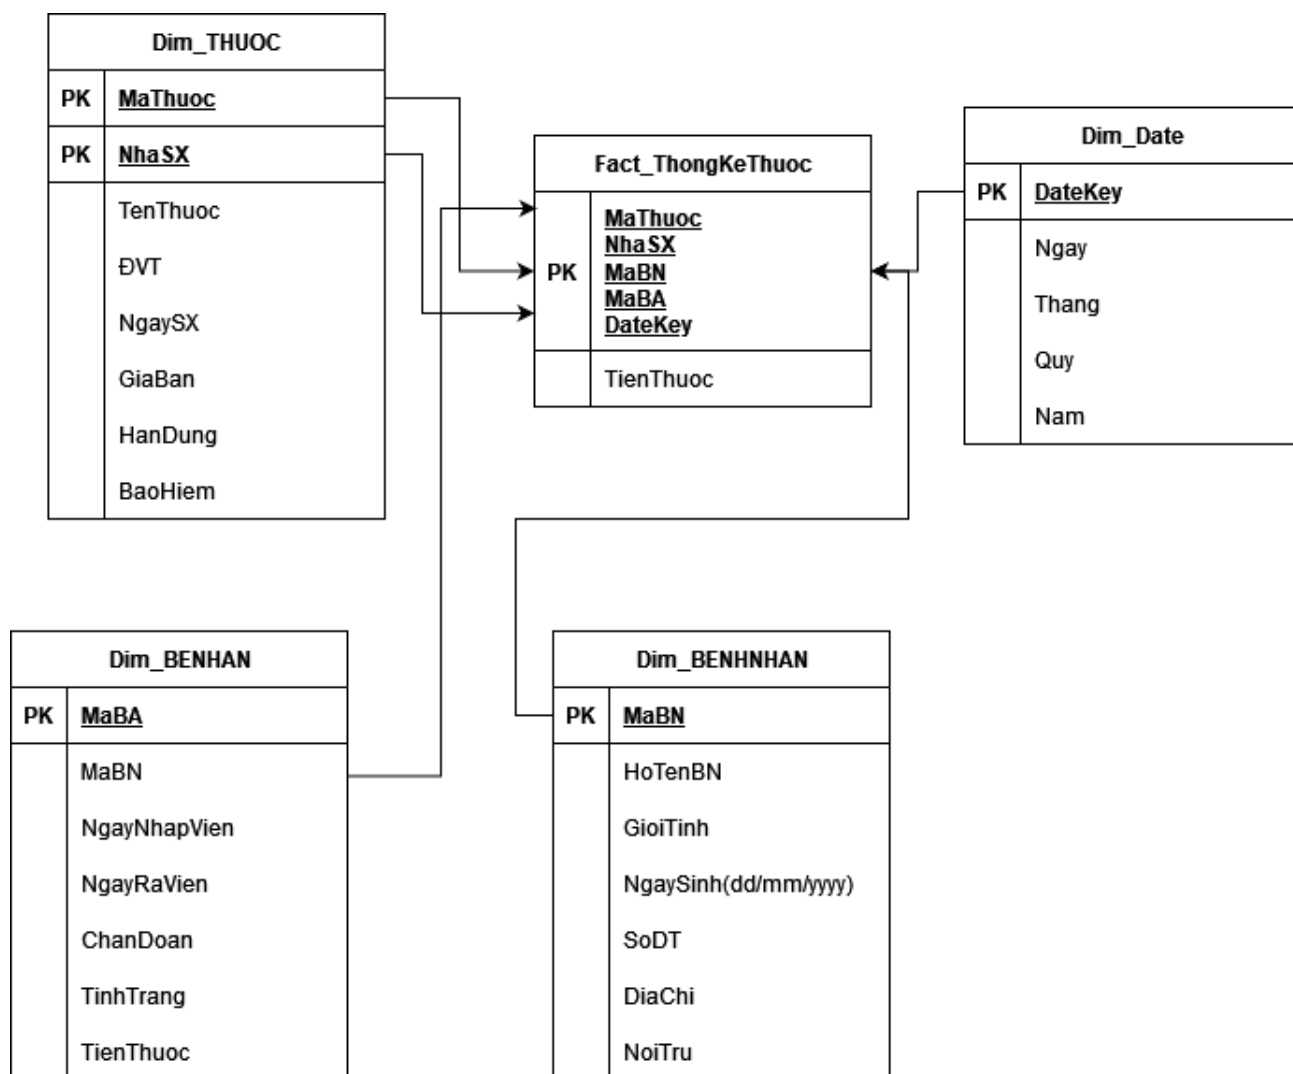 Dim_THUOC
PK MaThuoc
PK NhaSX
TenThuoc
ĐVT
NgaySX
GiaBan
HanDung
BaoHiem
Fact_ThongKeThuoc
MaThuoc
NhaSX
PK MaBN
MaBA
DateKey
TienThuoc
Dim_Date
PK DateKey
Ngay
Thang
Quy
Nam
Dim_BENHAN
PK MaBA
MaBN
NgayNhapVien
NgayRaVien
ChanDoan
TinhTrang
TienThuoc
Dim_BENHNHAN
PK MaBN
HoTenBN
GioiTinh
NgaySinh(dd/mm/yyyy)
SoDT
DiaChi
NoiTru